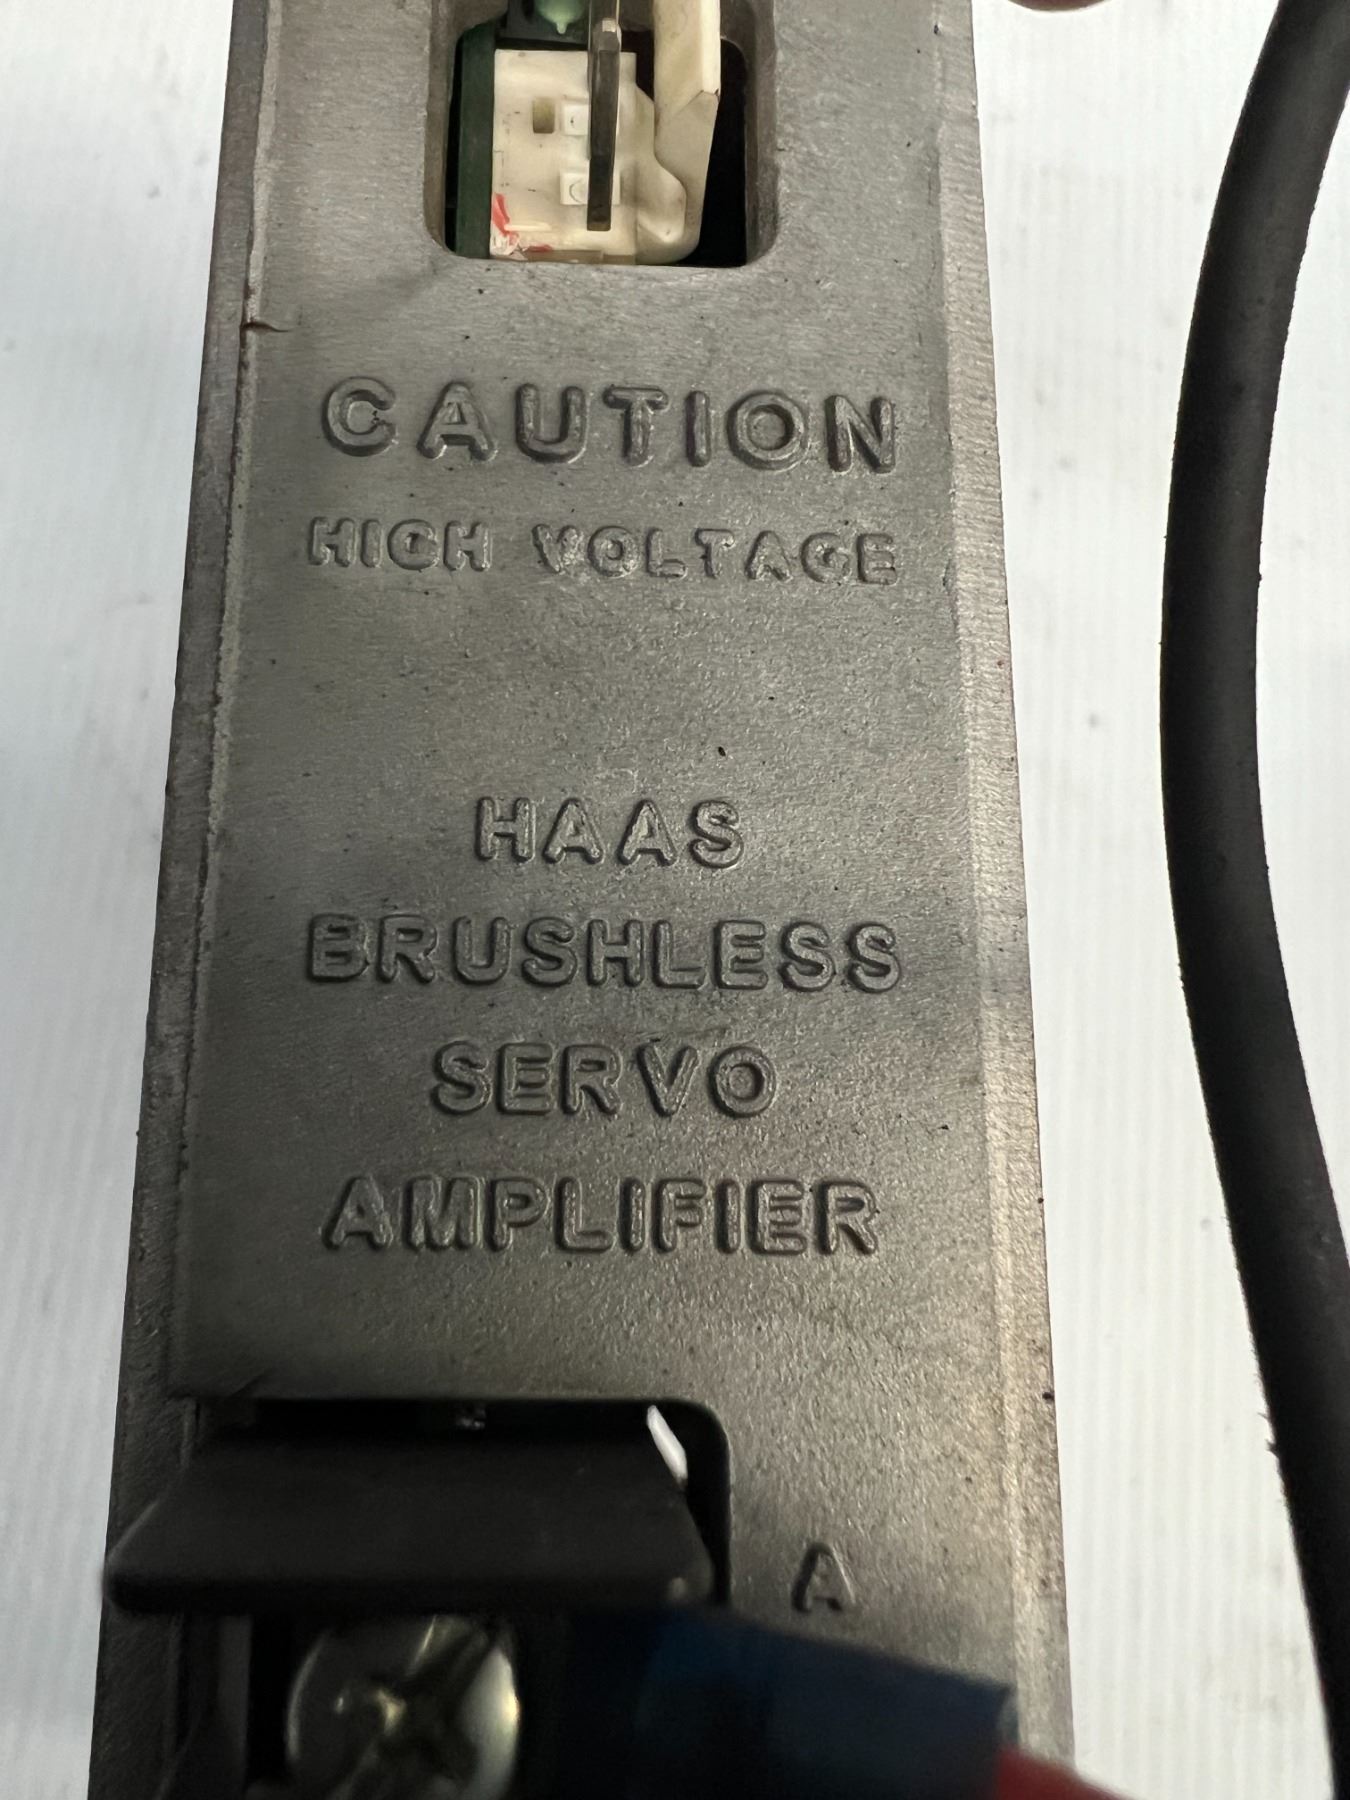 CAUTION
HIGH VOLTAGE
HAAS
BRUSHLESS
SERVO
AMPLIFIER
A